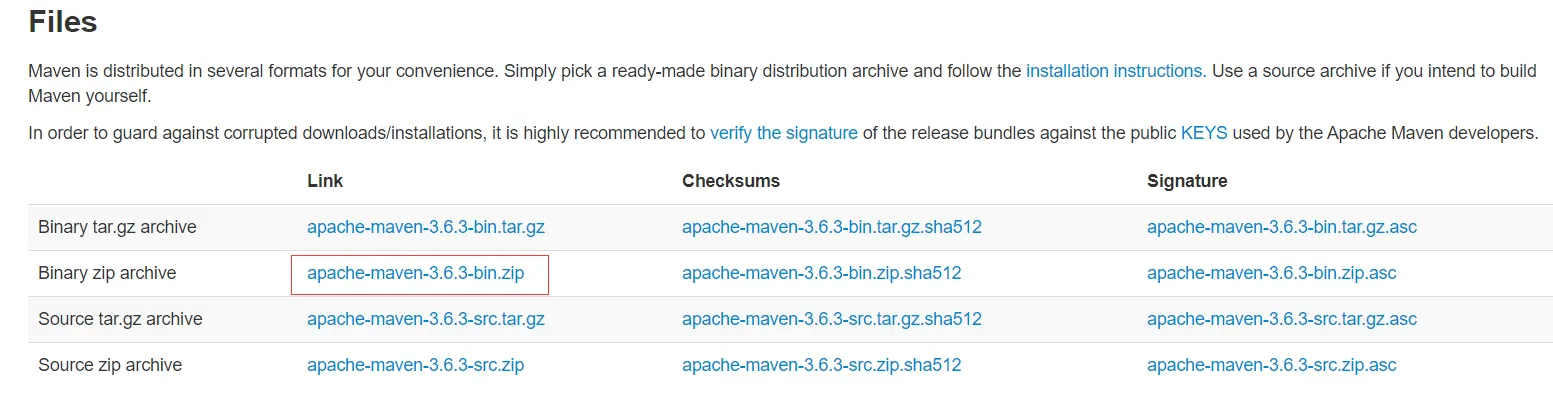 Files
Maven is distributed in several formats for your convenience. Simply pick a ready-made binary distribution archive and follow the installation instructions. Use a source archive if you intend to build
Maven yourself.
In order to guard against corrupted downloads/installations, it is highly recommended to verify the signature of the release bundles against the public KEYS used by the Apache Maven developers.
Link Checksums Signature
Binary tar.gz archive apache-maven-3.6.3-bin.tar.gz apache-maven-3.6.3-bin.tar.gz.sha512 apache-maven-3.6.3-bin.tar.gz.asc
Binary zip archive apache-maven-3.6.3-bin.zip apache-maven-3.6.3-bin.zip.sha512 apache-maven-3.6.3-bin.zip.asc
Source tar.gz archive apache-maven-3.6.3-src.tar.gz apache-maven-3.6.3-src.tar.gz.sha512 apache-maven-3.6.3-src.tar.gz.asc
Source zip archive apache-maven-3.6.3-src.zip apache-maven-3.6.3-src.zip.sha512 apache-maven-3.6.3-src.zip.asc